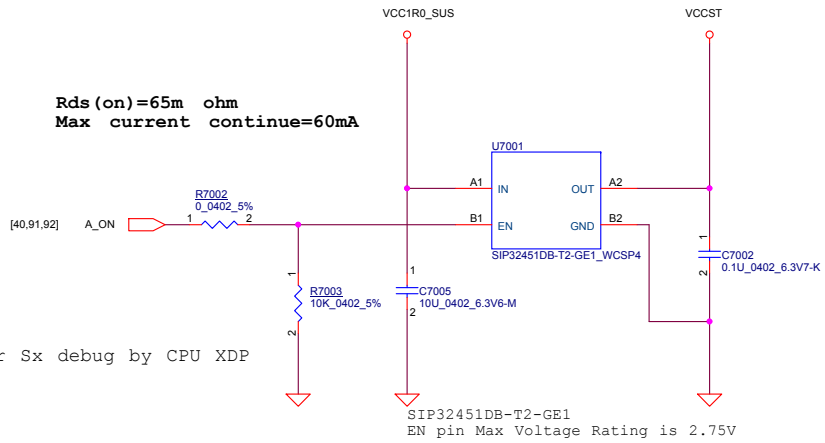 VCC1R0_SUS
VCCST
Rds(on)=65m ohm
Max current continue=60mA
U7001
A1
IN
OUT
A2
R7002
0_0402_5%
[40,91,92]
A_ON
1
2
B1
EN
GND
B2
SIP32451DB-T2-GE1_WCSP4
1
C7002
0.1U_0402_6.3V7-K
2
1
R7003
10K_0402_5%
2
1
C7005
10U_0402_6.3V6-M
2
Sx debug by CPU XDP
SIP32451DB-T2-GE1
EN pin Max Voltage Rating is 2.75V